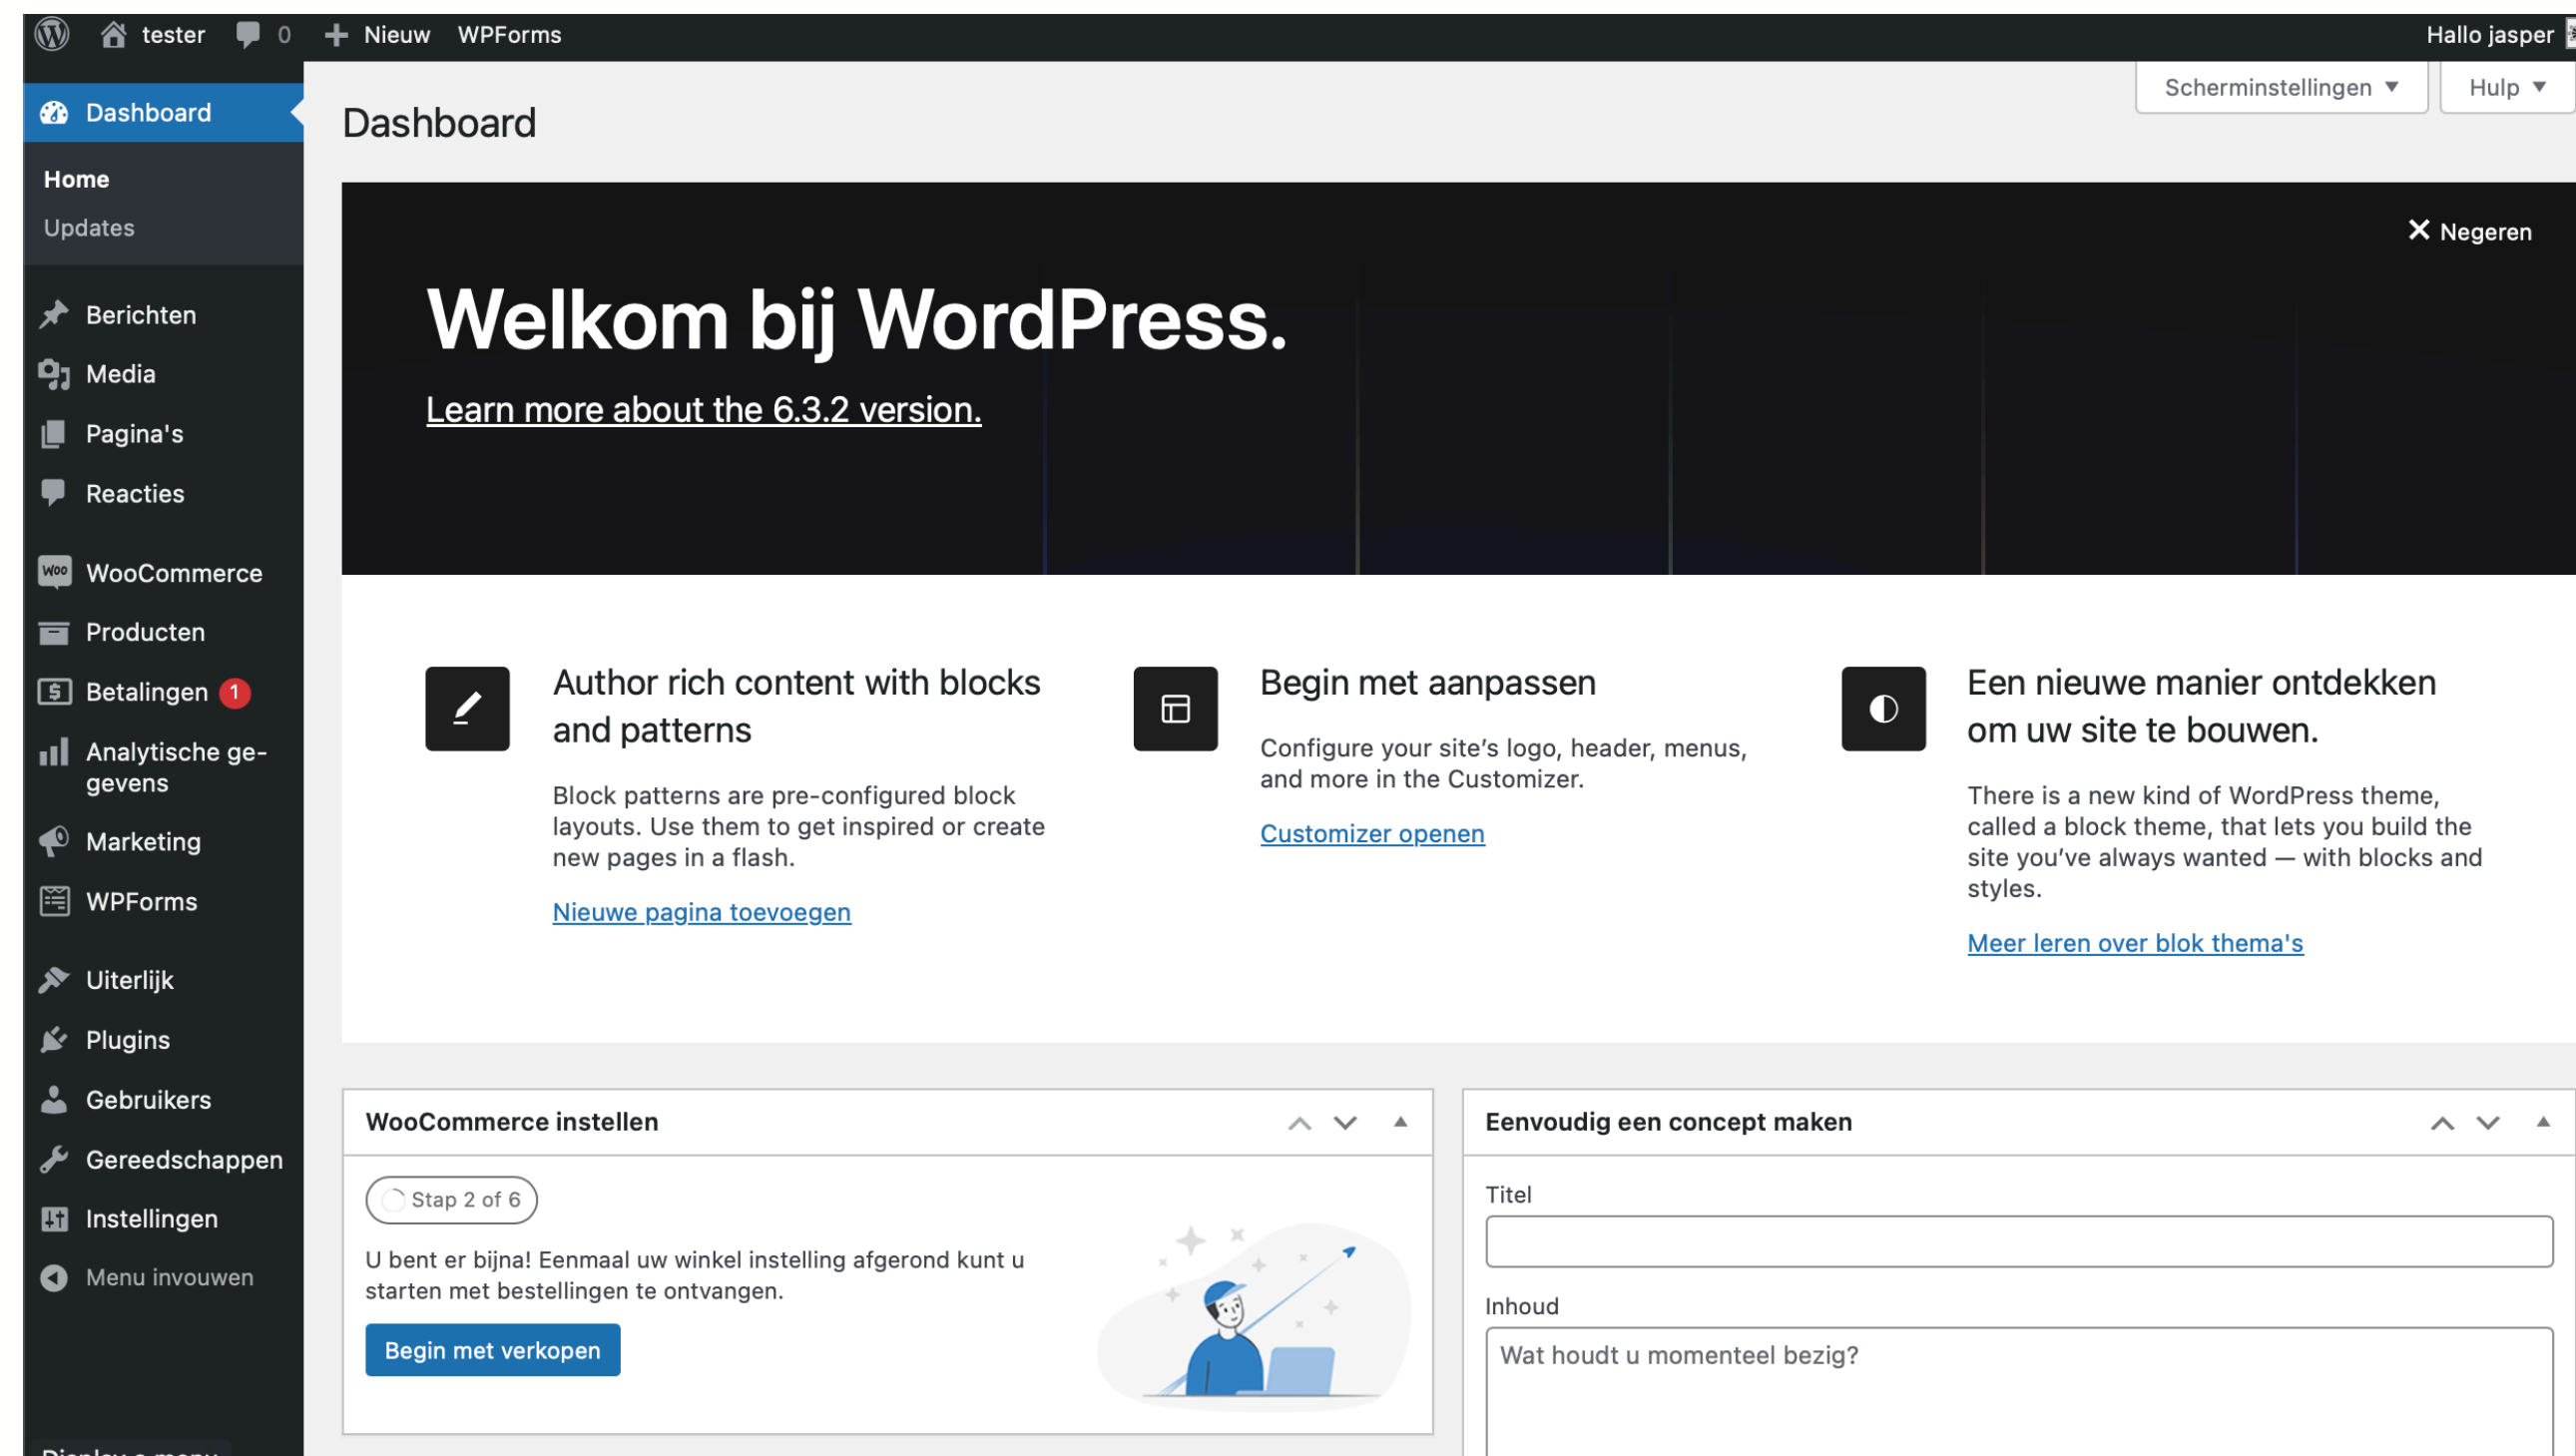 tester 0 Nieuw WPForms Hallo jasper
Dashboard
Home
Updates
Berichten
Media
Pagina's
Reacties
Woo WooCommerce
Producten
Betalingen 1
Analytische ge-
gevens
Marketing
WPForms
Uiterlijk
Plugins
Gebruikers
Gereedschappen
Instellingen
Menu invouwen
Scherminstellingen
Hulp
Dashboard
Negeren
Welkom bij WordPress.
Learn more about the 6.3.2 version.
Author rich content with blocks
and patterns
Block patterns are pre-configured block
layouts. Use them to get inspired or create
new pages in a flash.
Nieuwe pagina toevoegen
Begin met aanpassen
Configure your site’s logo, header, menus,
and more in the Customizer.
Customizer openen
Een nieuwe manier ontdekken
om uw site te bouwen.
There is a new kind of WordPress theme,
called a block theme, that lets you build the
site you’ve always wanted — with blocks and
styles.
Meer leren over blok thema's
WooCommerce instellen
Stap 2 of 6
U bent er bijna! Eenmaal uw winkel instelling afgerond kunt u
starten met bestellingen te ontvangen.
Begin met verkopen
Eenvoudig een concept maken
Titel
Inhoud
Wat houdt u momenteel bezig?